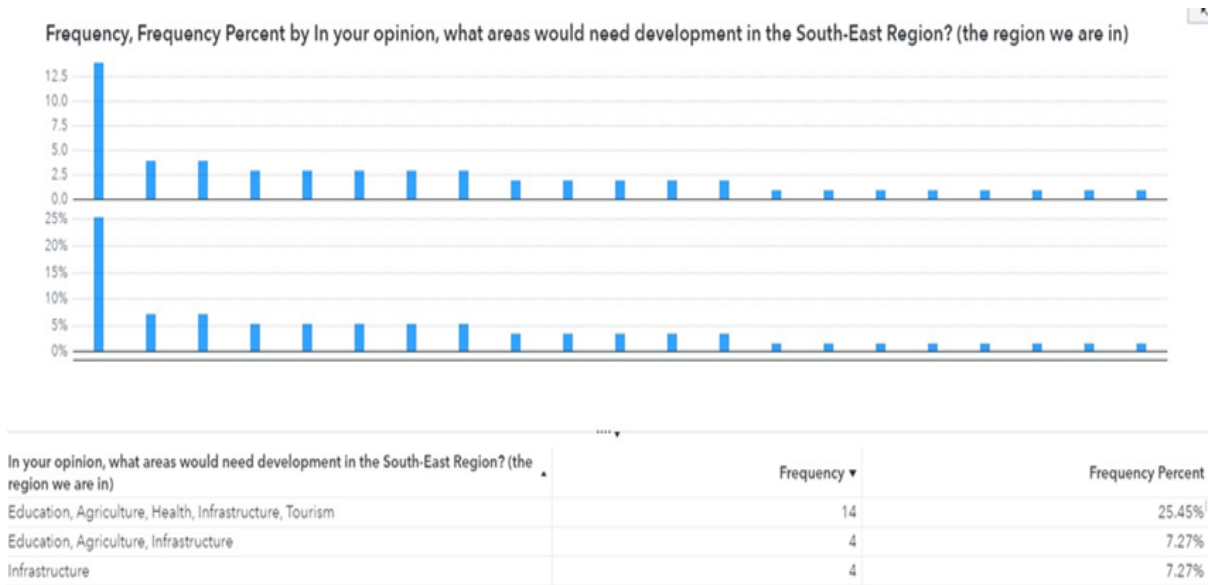 Frequency, Frequency Percent by In your opinion, what areas would need development in the South-East Region? (the region we are in)
12.5
10.0
7.5
5.0
2.5
0.0
25%
20%
15%
10%
5%
0%
In your opinion, what areas would need development in the South-East Region? (the
region we are in)
Frequency
Frequency Percent
Education, Agriculture, Health, Infrastructure, Tourism 14 25.45%
Education, Agriculture, Infrastructure 4 7.27%
Infrastructure 4 7.27%